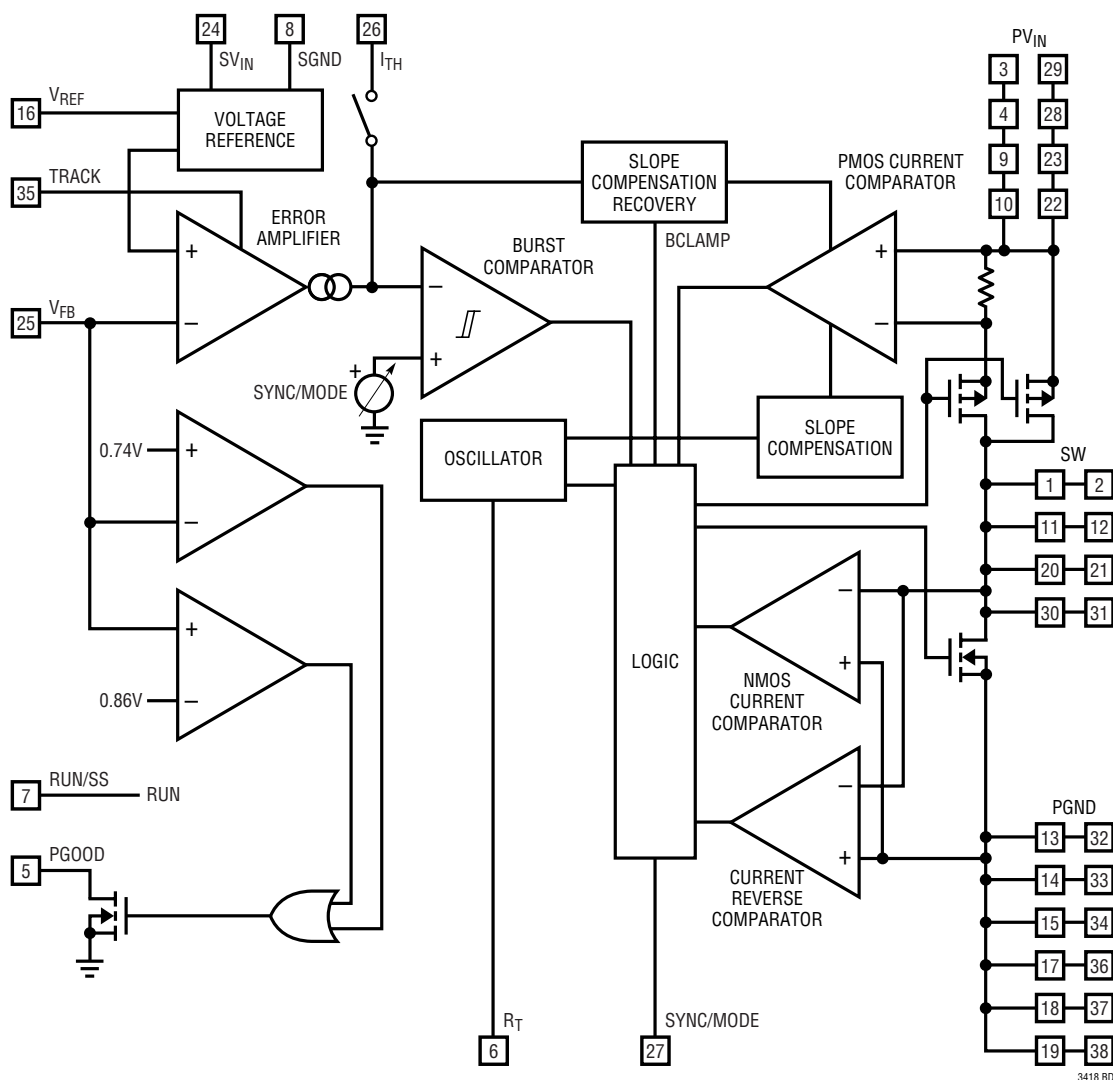 24
8
26
SVIN
SGND
ITH
PVIN
3
29
4
28
9
23
10
22
16
VREF
VOLTAGE
REFERENCE
35
TRACK
ERROR
AMPLIFIER
+
−
25
VFB
SLOPE
COMPENSATION
RECOVERY
BCLAMP
PMOS CURRENT
COMPARATOR
+
−
BURST
COMPARATOR
−
+
+
SYNC/MODE
0.74V
+
−
OSCILLATOR
SLOPE
COMPENSATION
SW
1
2
11
12
20
21
30
31
+
0.86V
−
LOGIC
−
+
NMOS
CURRENT
COMPARATOR
−
+
CURRENT
REVERSE
COMPARATOR
7
RUN/SS
RUN
5
PGOOD
PGND
13
32
14
33
15
34
17
36
18
37
19
38
RT
6
SYNC/MODE
27
3418 BD